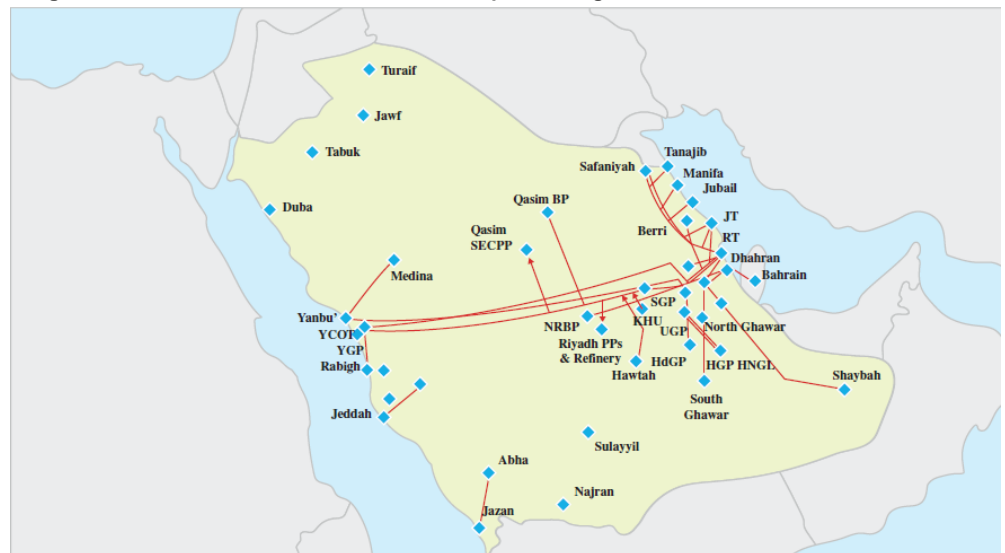 Turaif
Jawf
Tabuk
Duba
Medina
Safaniyah
Tanajib
Manifa
Jubail
Qasim BP
Qasim
SECPP
Berri
JT
RT
Dhahran
Bahrain
Yanbu'
YCOT
YGP
Rabigh
Jeddah
NRBP
Riyadh PPs
& Refinery
KHU
Hawtah
SGP
UGP
HdGP
North Ghawar
HGP HNGL
South
Ghawar
Shaybah
Sulayyil
Abha
Najran
Jazan